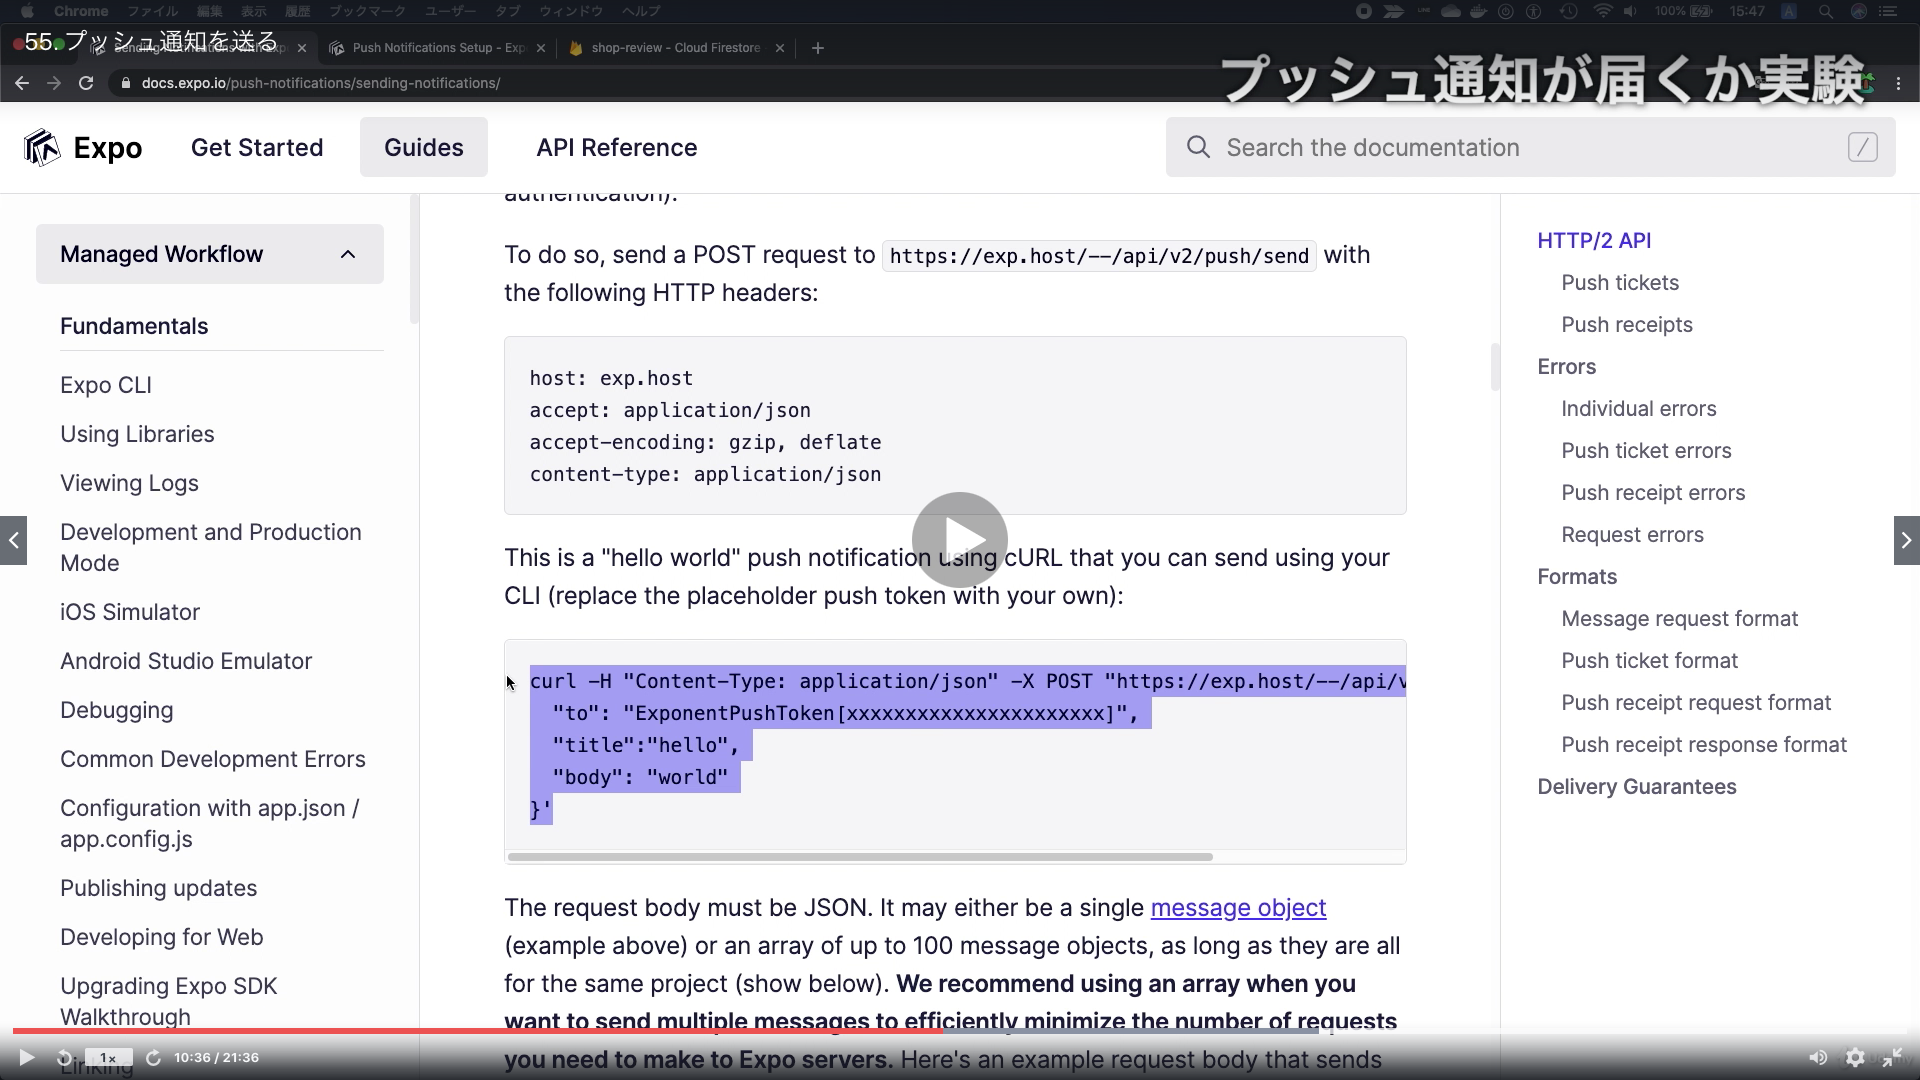 Chrome ファイル 編集 表示 履歴 ブックマーク ユーザー タブ ウィンドウ ヘルプ 100% 15:47 A
55. プッシュ通知を送る
Push Notifications Setup - Exp
shop-review - Cloud Firestore
docs.expo.io/push-notifications/sending-notifications/
プッシュ通知が届くか実験
Expo
Get Started
Guides
API Reference
Search the documentation
/
Managed Workflow
Fundamentals
Expo CLI
Using Libraries
Viewing Logs
Development and Production
Mode
iOS Simulator
Android Studio Emulator
Debugging
Common Development Errors
Configuration with app.json /
app.config.js
Publishing updates
Developing for Web
Upgrading Expo SDK
Walkthrough
Linking
authentication).
To do so, send a POST request to https://exp.host/--/api/v2/push/send with
the following HTTP headers:
host: exp.host
accept: application/json
accept-encoding: gzip, deflate
content-type: application/json
This is a "hello world" push notification using cURL that you can send using your
CLI (replace the placeholder push token with your own):
curl -H "Content-Type: application/json" -X POST "https://exp.host/--/api/v
"to": "ExponentPushToken[xxxxxxxxxxxxxxxxxxxxxx]",
"title":"hello",
"body": "world"
}'
The request body must be JSON. It may either be a single message object
(example above) or an array of up to 100 message objects, as long as they are all
for the same project (show below). We recommend using an array when you
want to send multiple messages to efficiently minimize the number of requests
you need to make to Expo servers. Here's an example request body that sends
HTTP/2 API
Push tickets
Push receipts
Errors
Individual errors
Push ticket errors
Push receipt errors
Request errors
Formats
Message request format
Push ticket format
Push receipt request format
Push receipt response format
Delivery Guarantees
1x
10:36 / 21:36